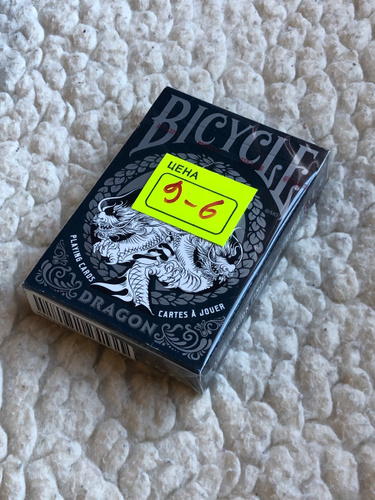 BICYCLE
ЦЕНА
9-6
PLAYING CARDS
CARTES À JOUER
DRAGON